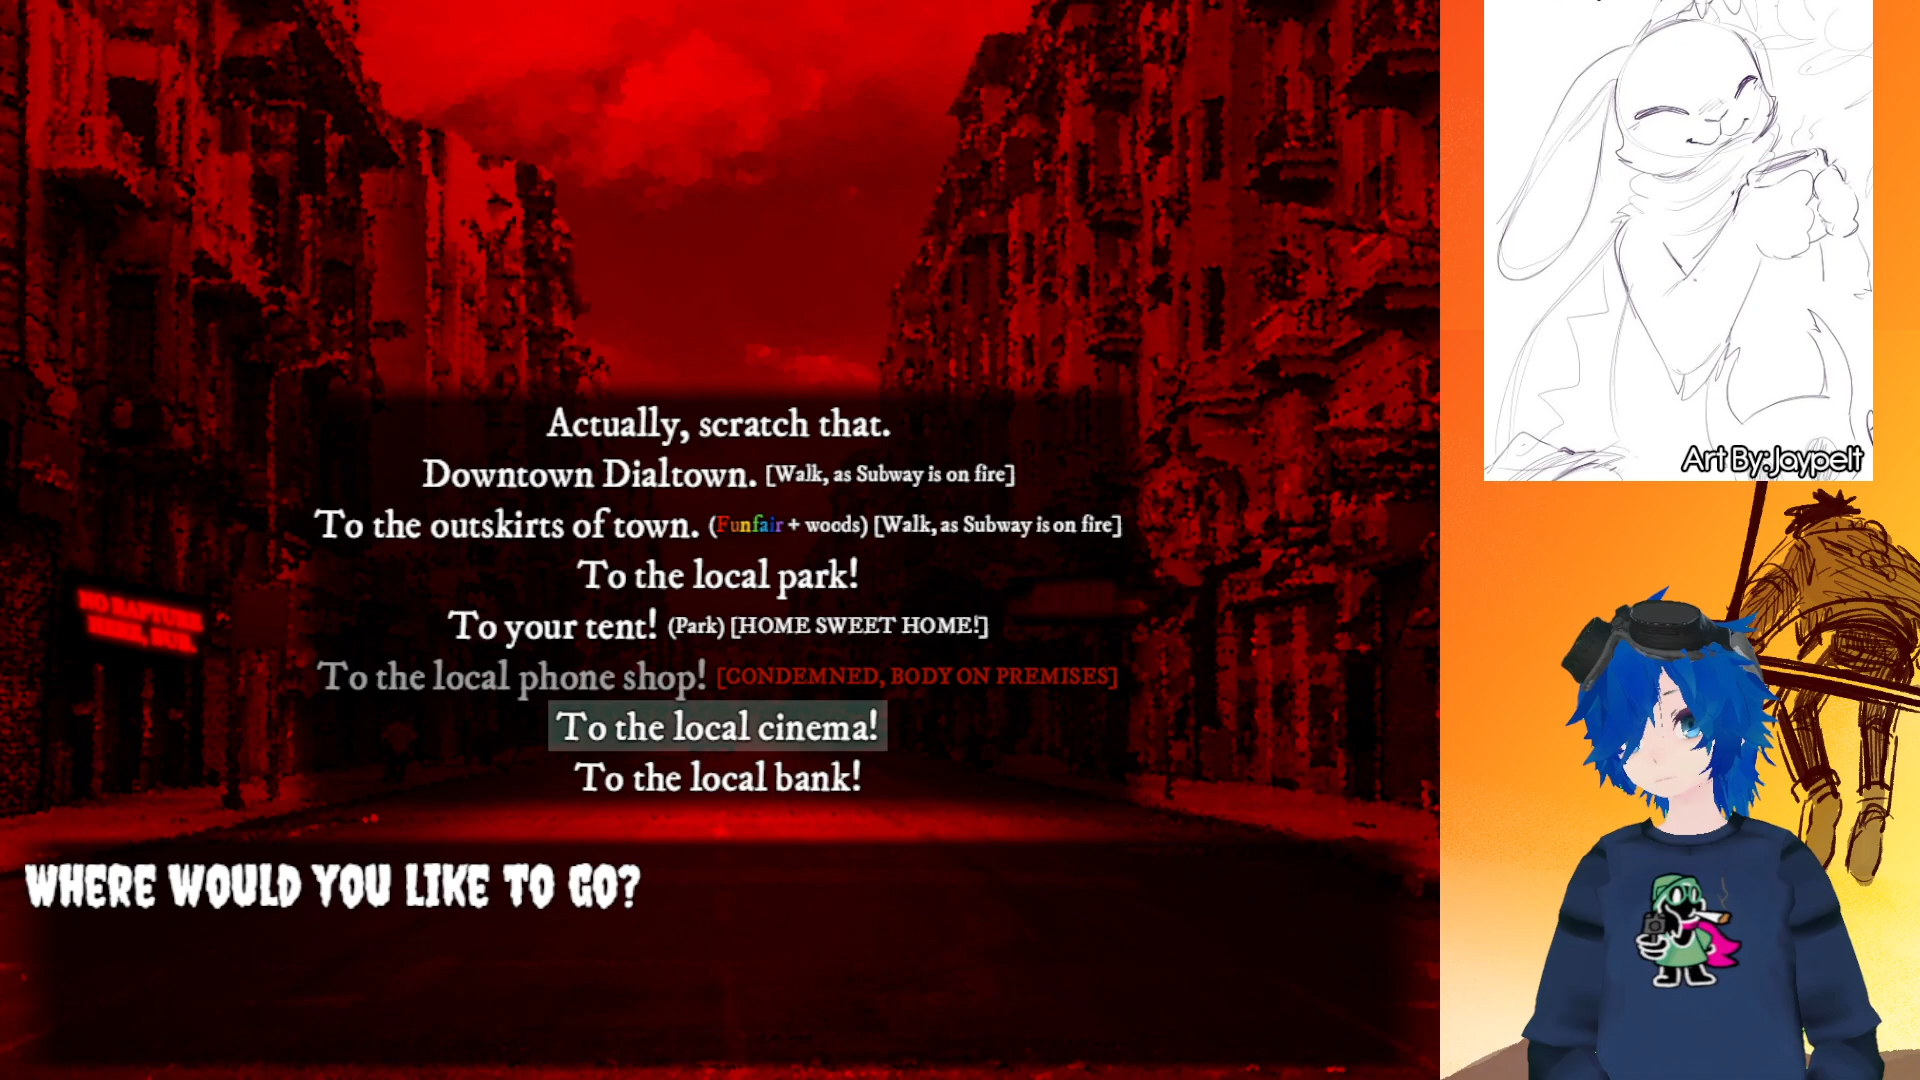 Actually, scratch that.
Downtown Dialtown. [Walk, as Subway is on fire]
To the outskirts of town. (Funfair + woods) [Walk, as Subway is on fire]
To the local park!
To your tent! (Park) [HOME SWEET HOME!]
To the local phone shop! [CONDEMNED, BODY ON PREMISES]
To the local cinema!
To the local bank!
NO RAPTURE
WHERE WOULD YOU LIKE TO GO?
Art By:Jaypelt